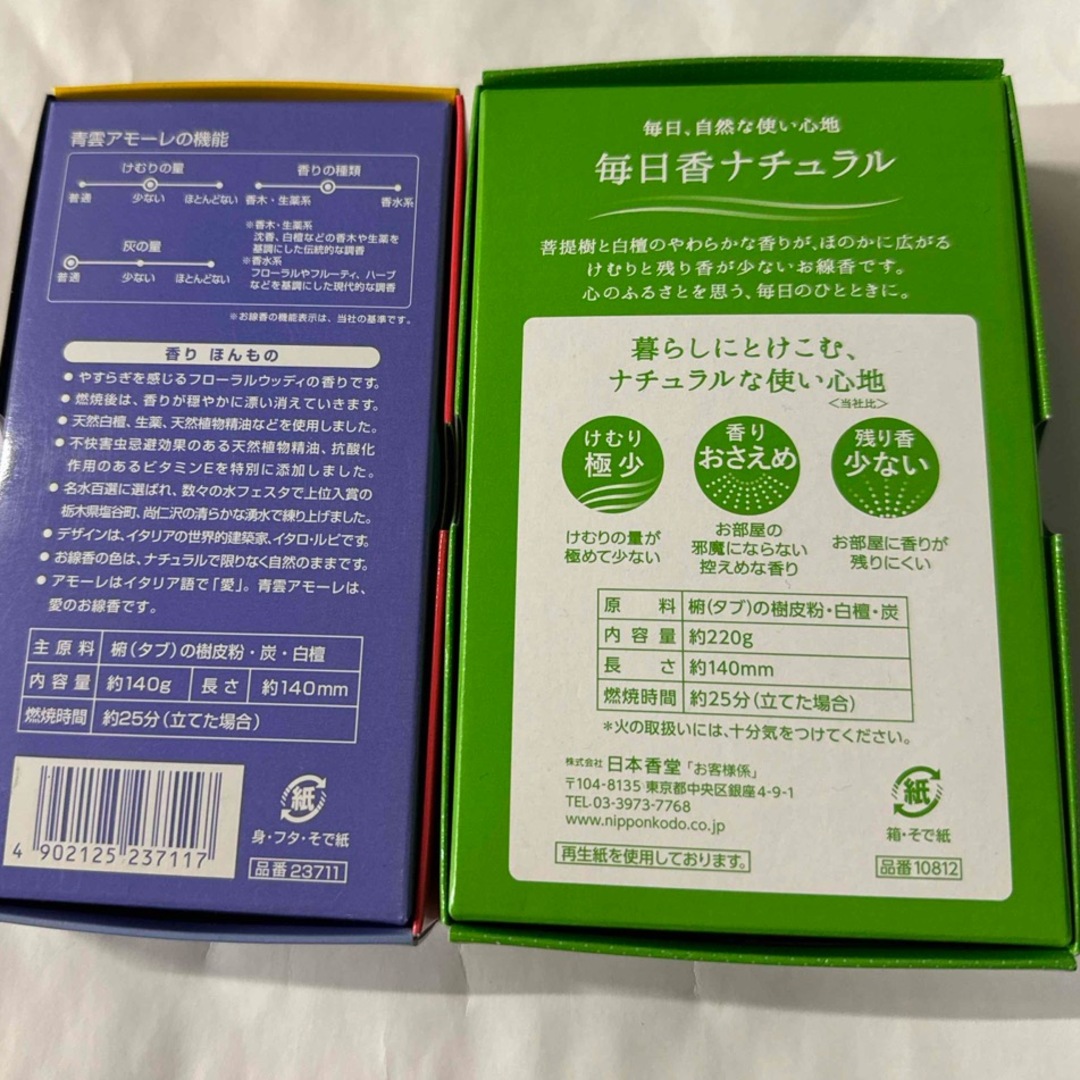 青雲アモーレの機能
けむりの量
普通 少ない ほとんどない
香りの種類
香木・生薬系 香水系
灰の量
普通 少ない ほとんどない
※香木・生薬系
沈香、白檀などの香木や生薬を
基調にした伝統的な調香
※香水系
フローラルやフルーティ、ハーブ
などを基調にした現代的な調香
※お線香の機能表示は、当社の基準です。
香り ほんもの
● やすらぎを感じるフローラルウッディの香りです。
● 燃焼後は、香りが穏やかに漂い消えていきます。
● 天然白檀、生薬、天然植物精油などを使用しました。
● 不快害虫忌避効果のある天然植物精油、抗酸化
作用のあるビタミンEを特別に添加しました。
● 名水百選に選ばれ、数々の水フェスタで上位入賞の
栃木県塩谷町、尚仁沢の清らかな湧水で練り上げました。
● デザインは、イタリアの世界的建築家、イタロ・ルピです。
● お線香の色は、ナチュラルで限りなく自然のままです。
● アモーレはイタリア語で「愛」。青雲アモーレは、
愛のお線香です。
主原料 椨(タブ)の樹皮粉・炭・白檀
内容量 約140g 長さ 約140mm
燃焼時間 約25分(立てた場合)
4 902125 237117
紙
身・フタ・そで紙
品番23711
毎日、自然な使い心地
毎日香ナチュラル
菩提樹と白檀のやわらかな香りが、ほのかに広がる
けむりと残り香が少ないお線香です。
心のふるさとを思う、毎日のひとときに。
暮らしにとけこむ、
ナチュラルな使い心地
<当社比>
けむり
極少
けむりの量が
極めて少ない
香り
おさえめ
お部屋の
邪魔にならない
控えめな香り
残り香
少ない
お部屋に香りが
残りにくい
原料 椨(タブ)の樹皮粉・白檀・炭
内容量 約220g
長さ 約140mm
燃焼時間 約25分(立てた場合)
*火の取扱いには、十分気をつけてください。
株式会社 日本香堂「お客様係」
〒104-8135 東京都中央区銀座4-9-1
TEL.03-3973-7768
www.nipponkodo.co.jp
再生紙を使用しております。
紙
箱・そで紙
品番10812